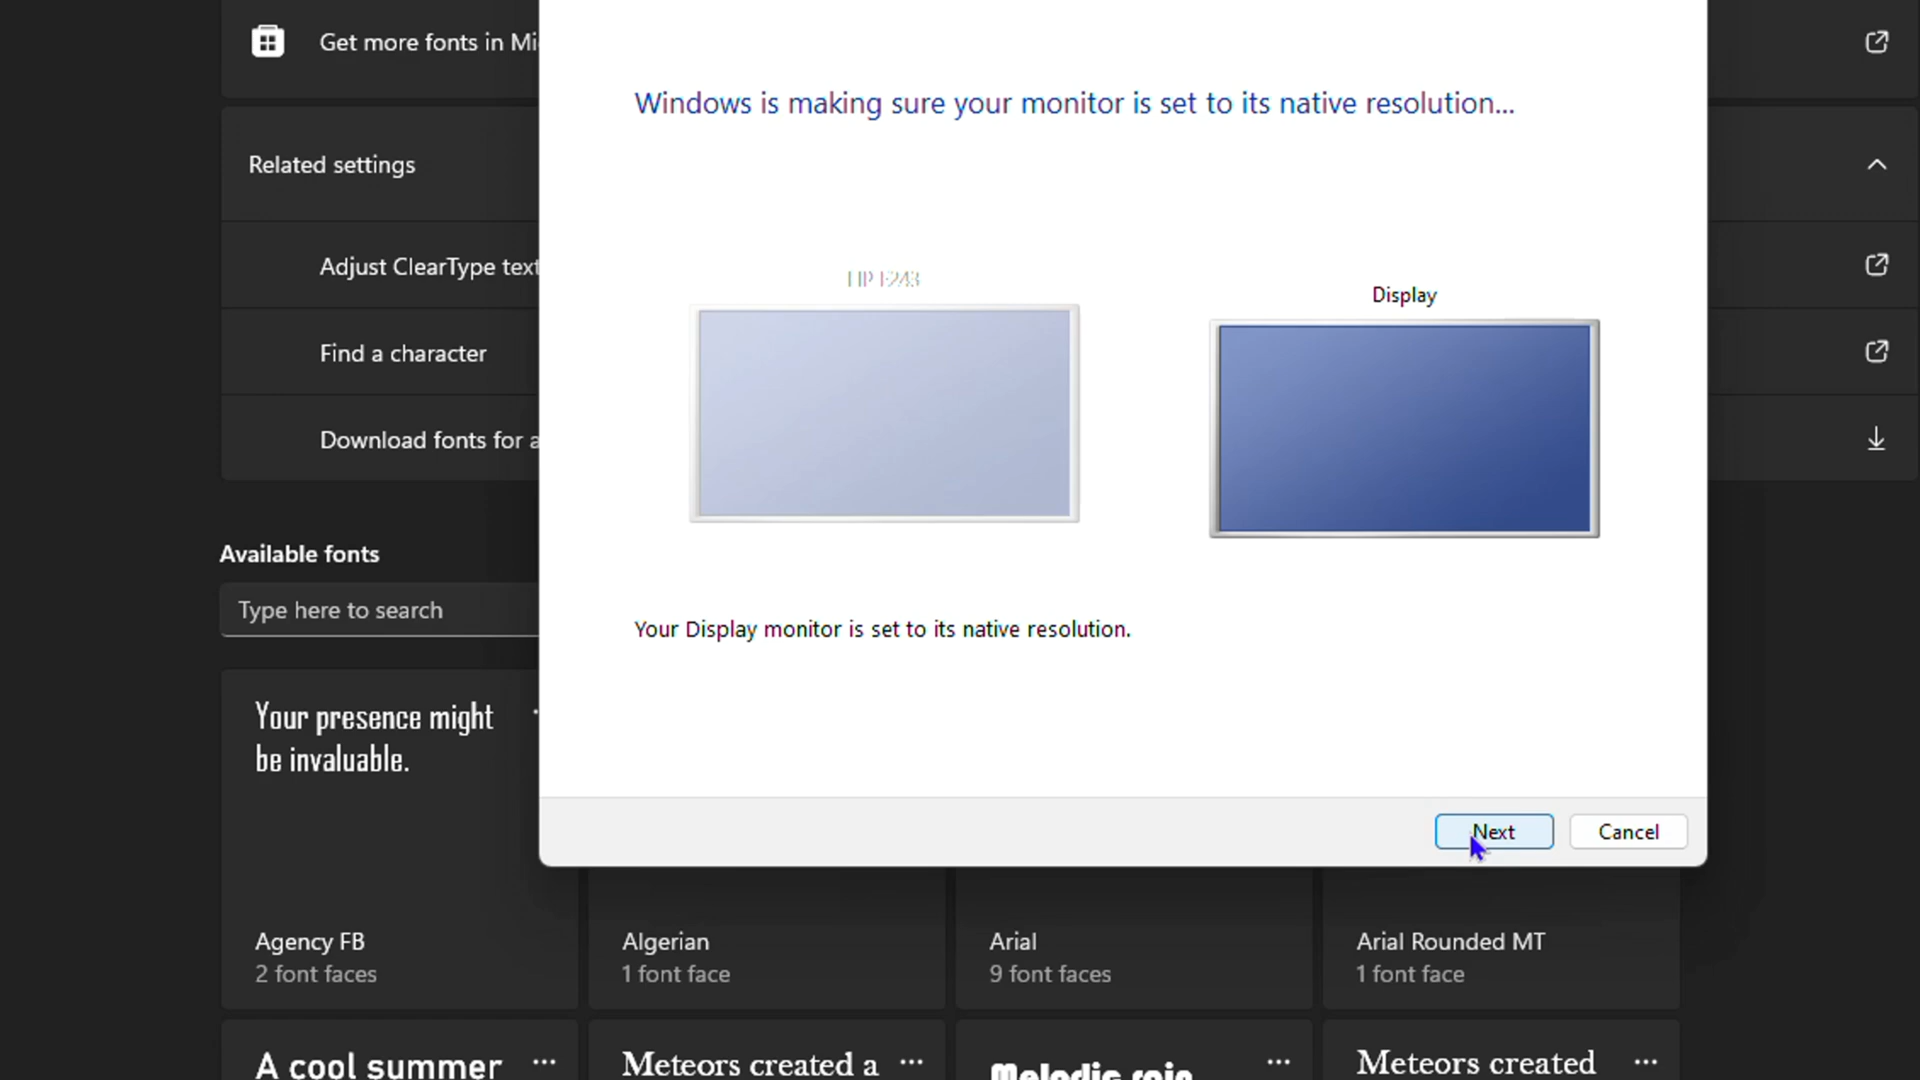 Get more fonts in Mi
Windows is making sure your monitor is set to its native resolution...
Related settings
Adjust ClearType text
Find a character
Download fonts for a
Display
Your Display monitor is set to its native resolution.
Next
Cancel
Available fonts
Type here to search
Your presence might
be invaluable.
Agency FB
2 font faces
Algerian
1 font face
Arial
9 font faces
Arial Rounded MT
1 font face
A cool summer
Meteors created a
Melodic rain
Meteors created